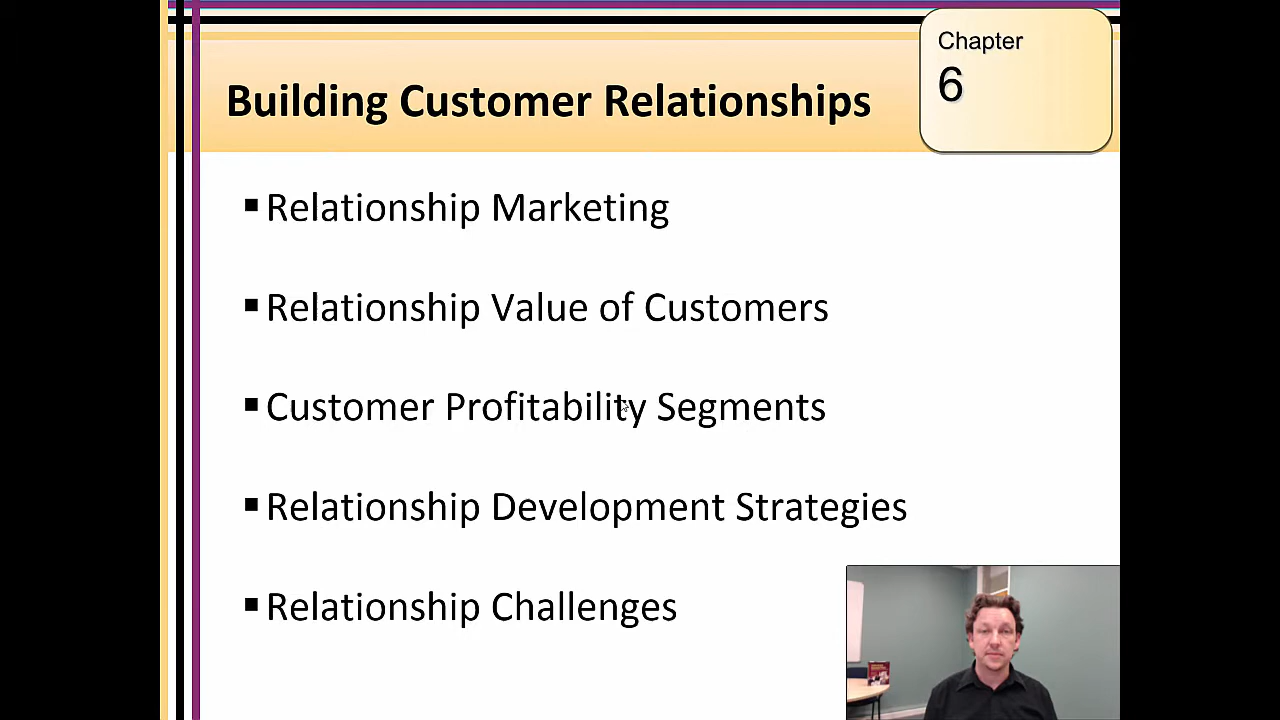 Chapter
6
Building Customer Relationships
▪Relationship Marketing
▪Relationship Value of Customers
▪Customer Profitability Segments
▪Relationship Development Strategies
▪Relationship Challenges